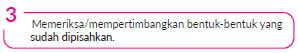 3
Memeriksa/mempertimbangkan bentuk-bentuk yang
sudah dipisahkan.